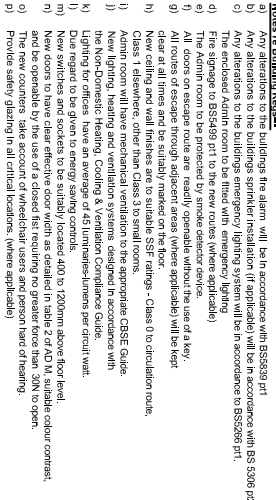 a) Any alterations to the buildings fire alarm will be in accordance with BS5839 pt1
b) Any alterations to the buildings sprinkler installation (if applicable) will be in accordance with BS 5306 pt.
c) Any alterations to the buildings emergency lighting system will be in accordance to BS5266 pt1.
The enclosed Admin room to be fitted with emergency lighting
d) Fire signage to BS5499 pt1 to the new routes (where applicable)
e) The Admin room to be protected by smoke detector device.
f) All doors on escape route are readily openable without the use of a key.
g) All routes of escape through adjacent areas (where applicable) will be kept
clear at all times and be suitably marked on the floor.
h) New ceiling and wall finishes are to suitable SSF ratings - Class 0 to circulation route,
Class 1 elsewhere, other than Class 3 to small rooms.
i) Admin room will have mechanical ventilation to the appropriate CBSE Guide.
j) New lighting, heating and ventilation systems designed in accordance with
the Non-Domestic Heating, Cooling & Ventilation Compliance Guide.
k) Lighting for offices have an average of 45 luminaries-lumens per circuit watt
l) Due regard to be given to energy saving controls.
m) New switches and sockets to be suitably located 400 to 1200mm above floor level,
n) New doors to have clear effective door width as detailed in table 2 of AD M, suitable colour contrast,
and be openable by the use of a closed fist requiring no greater force than 30N to open.
o) The new counters take account of wheelchair users and person hard of hearing.
p) Provide safety glazing in all critical locations. (where applicable)